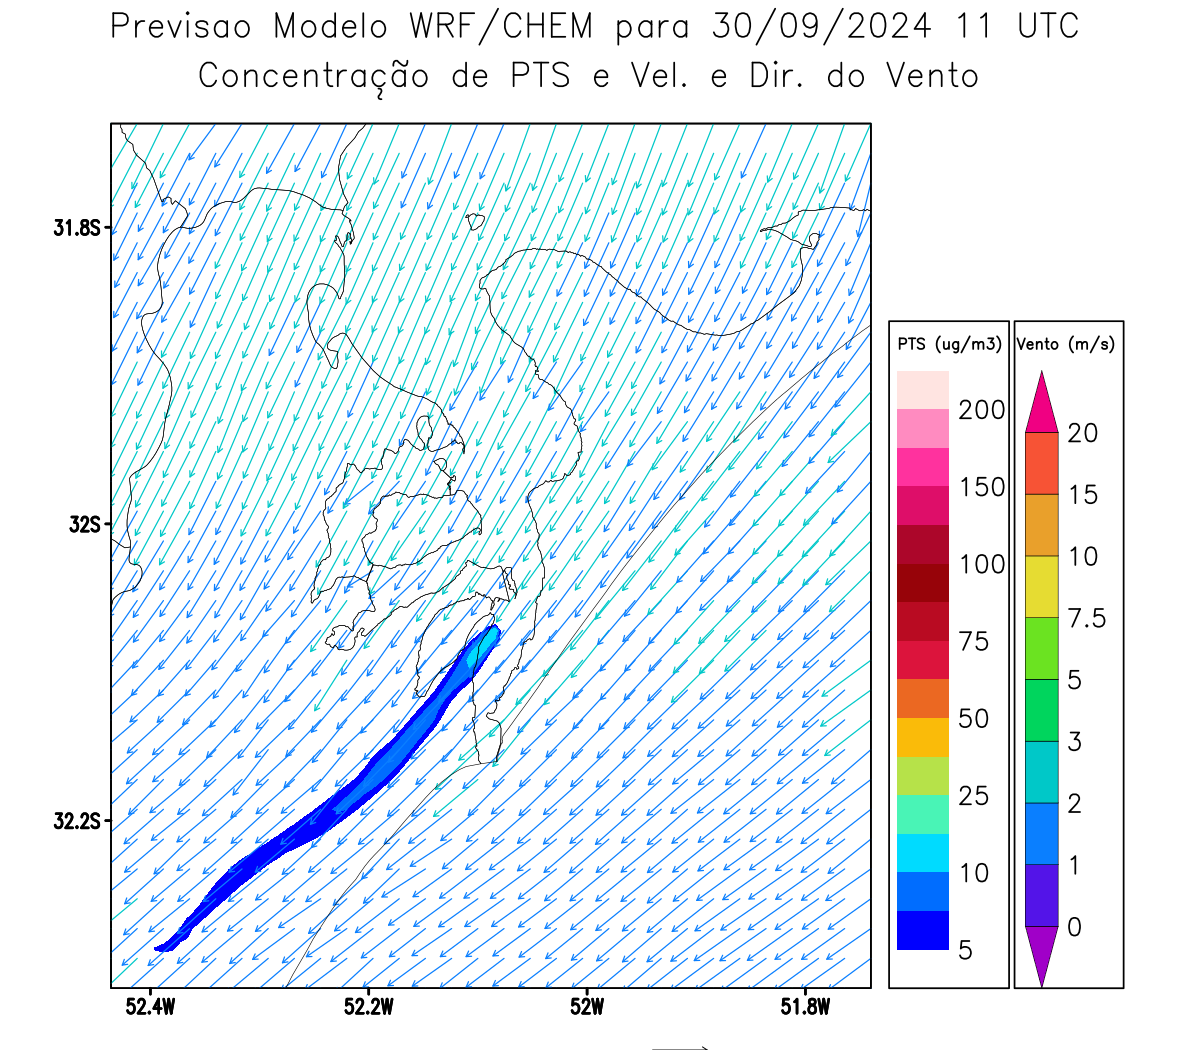 Previsao Modelo WRF/CHEM para 30/09/2024 11 UTC
Concentração de PTS e Vel. e Dir. do Vento
31.8S
32S
32.2S
52.4W
52.2W
52W
51.8W
PTS (ug/m3)
200
150
100
75
50
25
10
5
Vento (m/s)
20
15
10
7.5
5
3
2
1
0